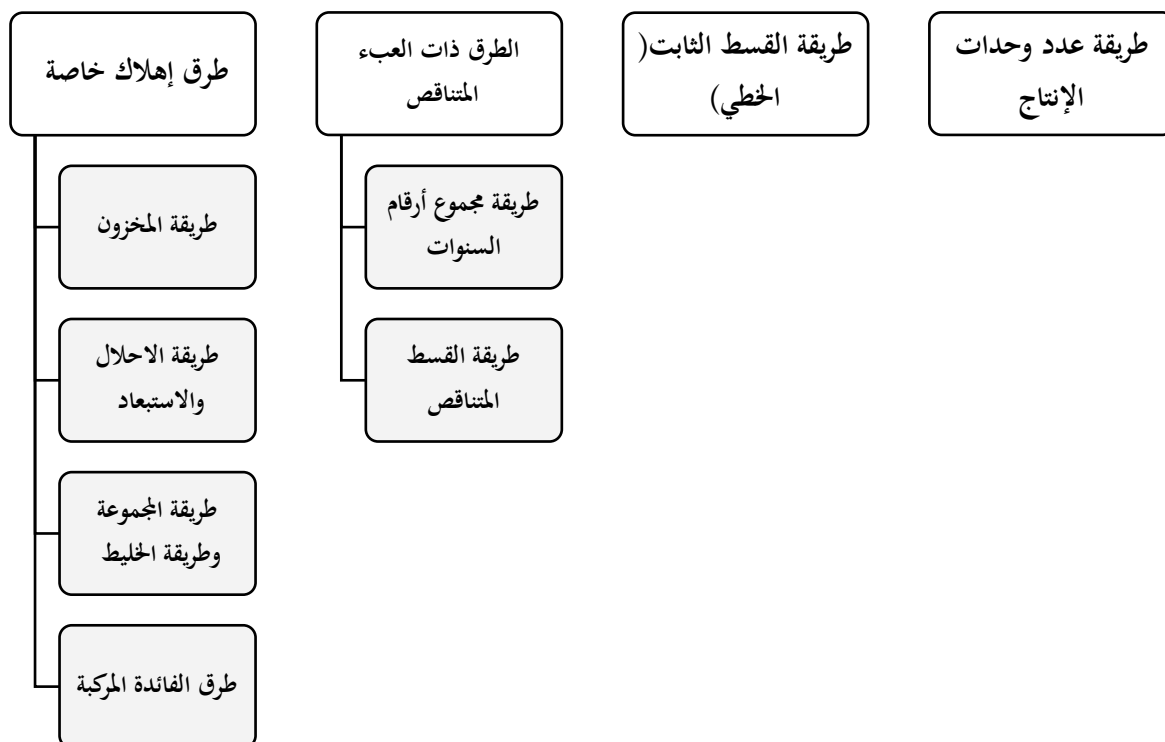 طريقة عدد وحدات
الإنتاج
طريقة القسط الثابت(
الخطي)
الطرق ذات العبء
المتناقص
طريقة مجموع أرقام
السنوات
طريقة القسط
المتناقص
طرق إهلاك خاصة
طريقة المخزون
طريقة الاحلال
والاستبعاد
طريقة المجموعة
وطريقة الخليط
طرق الفائدة المركبة